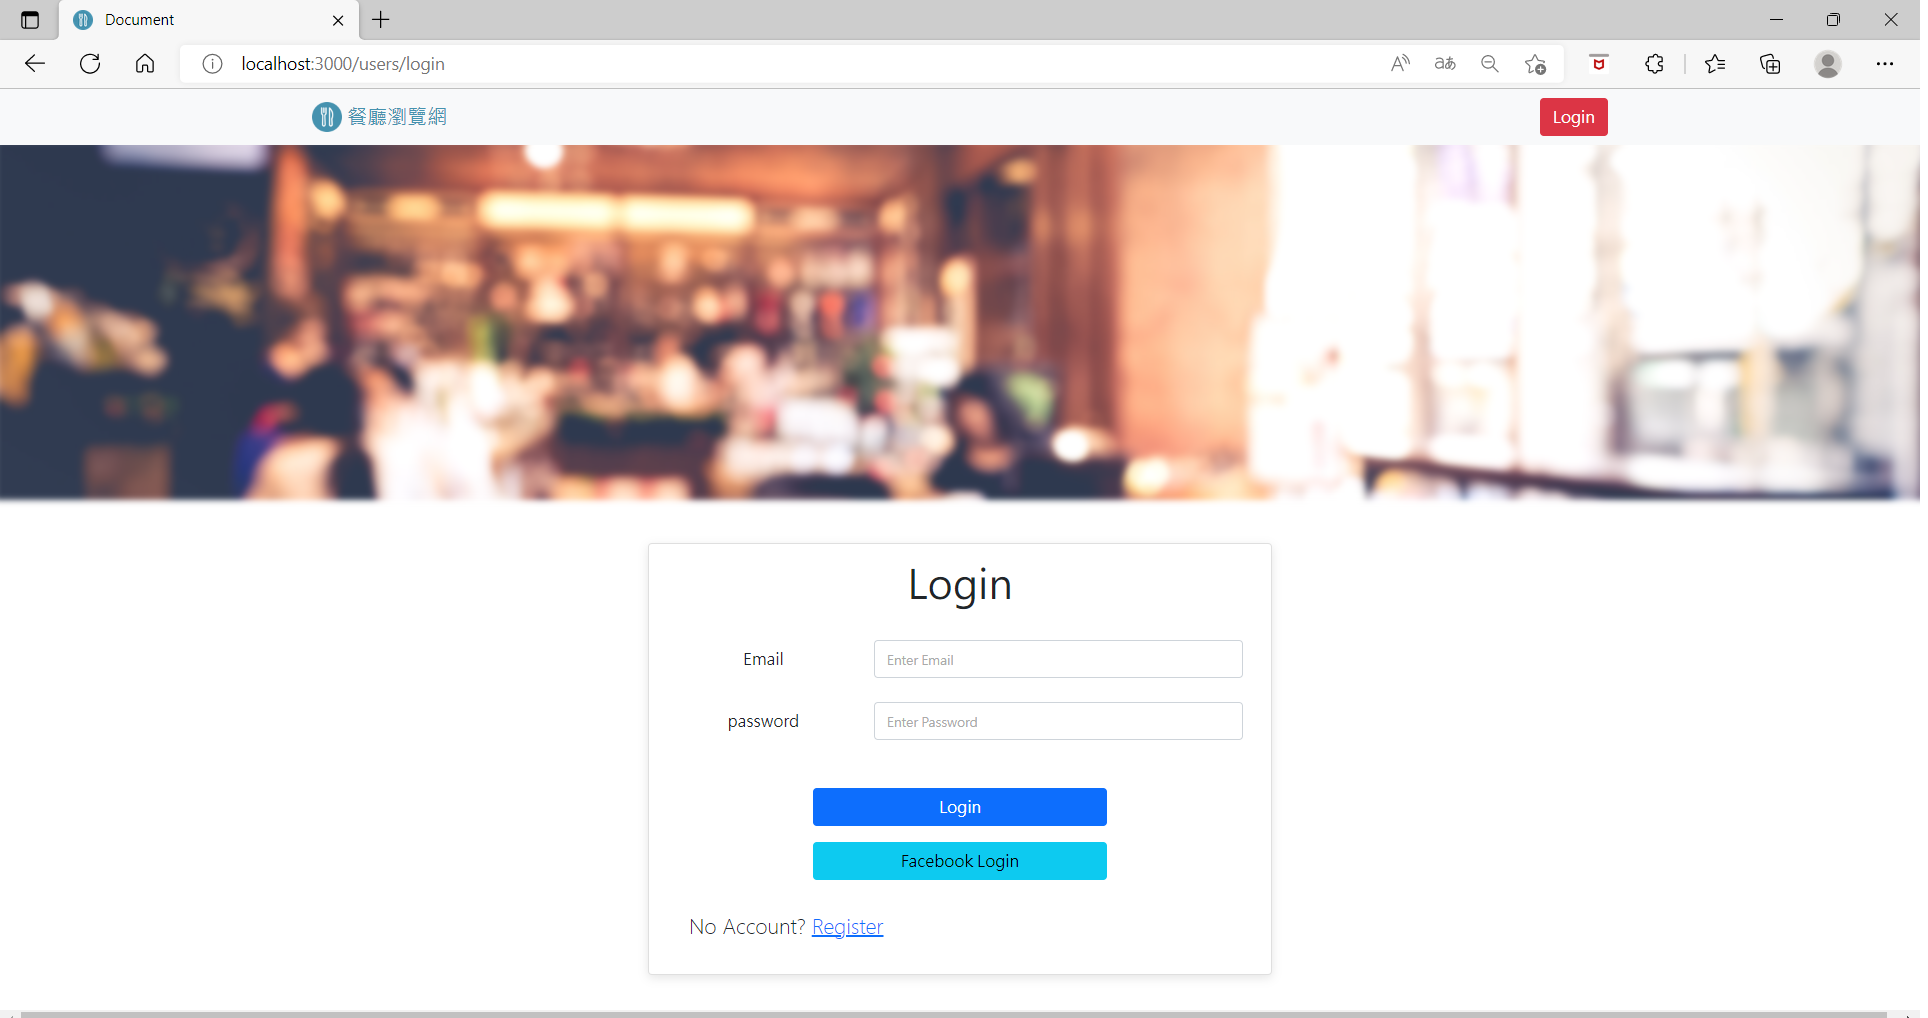 Document
localhost:3000/users/login
餐廳瀏覽網
Login
Login
Email
Enter Email
password
Enter Password
Login
Facebook Login
No Account? Register